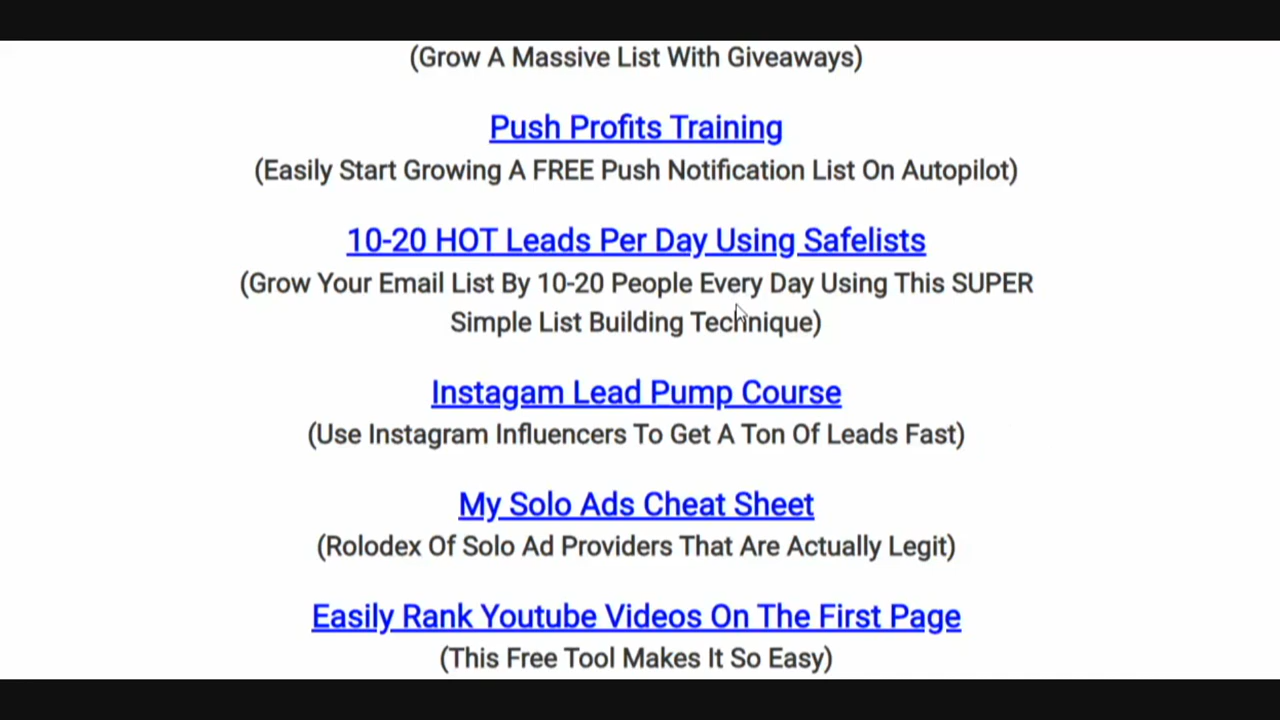 (Grow A Massive List With Giveaways)
Push Profits Training
(Easily Start Growing A FREE Push Notification List On Autopilot)
10-20 HOT Leads Per Day Using Safelists
(Grow Your Email List By 10-20 People Every Day Using This SUPER
Simple List Building Technique)
Instagam Lead Pump Course
(Use Instagram Influencers To Get A Ton Of Leads Fast)
My Solo Ads Cheat Sheet
(Rolodex Of Solo Ad Providers That Are Actually Legit)
Easily Rank Youtube Videos On The First Page
(This Free Tool Makes It So Easy)